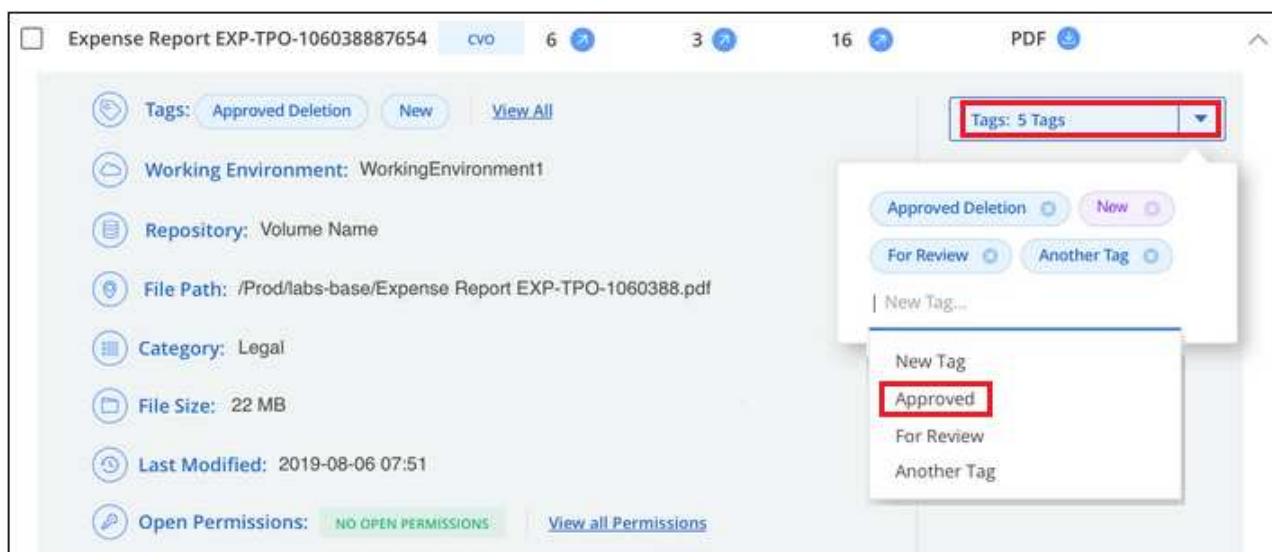 Expense Report EXP-TPO-106038887654 CVO 6 3 16 PDF
Tags: Approved Deletion New View All
Tags: 5 Tags
Working Environment: WorkingEnvironment1
Approved Deletion New
Repository: Volume Name
For Review Another Tag
File Path: /Prod/labs-base/Expense Report EXP-TPO-1060388.pdf
New Tag...
Category: Legal
New Tag
File Size: 22 MB
Approved
For Review
Last Modified: 2019-08-06 07:51
Another Tag
Open Permissions: NO OPEN PERMISSIONS View all Permissions